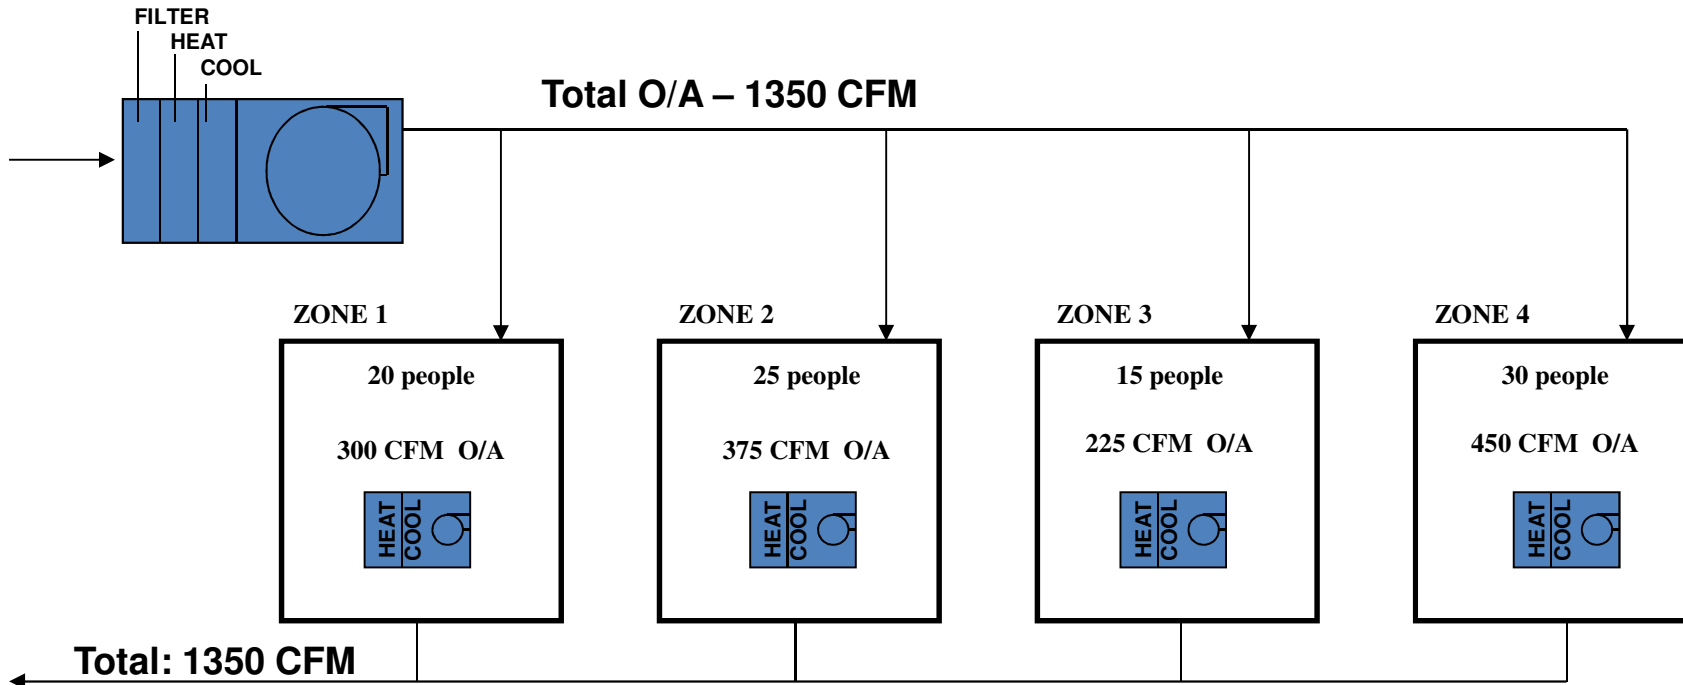 FILTER
HEAT
COOL
Total O/A – 1350 CFM
ZONE 1
ZONE 2
ZONE 3
ZONE 4
20 people
25 people
15 people
30 people
300 CFM O/A
375 CFM O/A
225 CFM O/A
450 CFM O/A
HEAT
COOL
HEAT
COOL
HEAT
COOL
HEAT
COOL
Total: 1350 CFM